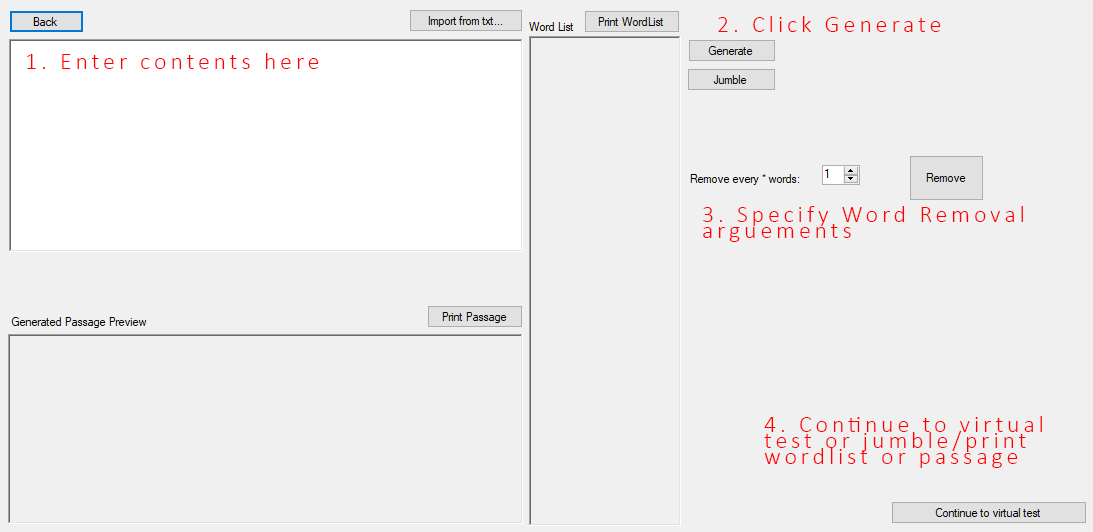 Back
Import from txt...
Word List
Print WordList
2. Click Generate
1. Enter contents here
Generate
Jumble
Remove every * words:
1
Remove
3. Specify Word Removal
arguements
Generated Passage Preview
Print Passage
4. Continue to virtual
test or jumble/print
wordlist or passage
Continue to virtual test